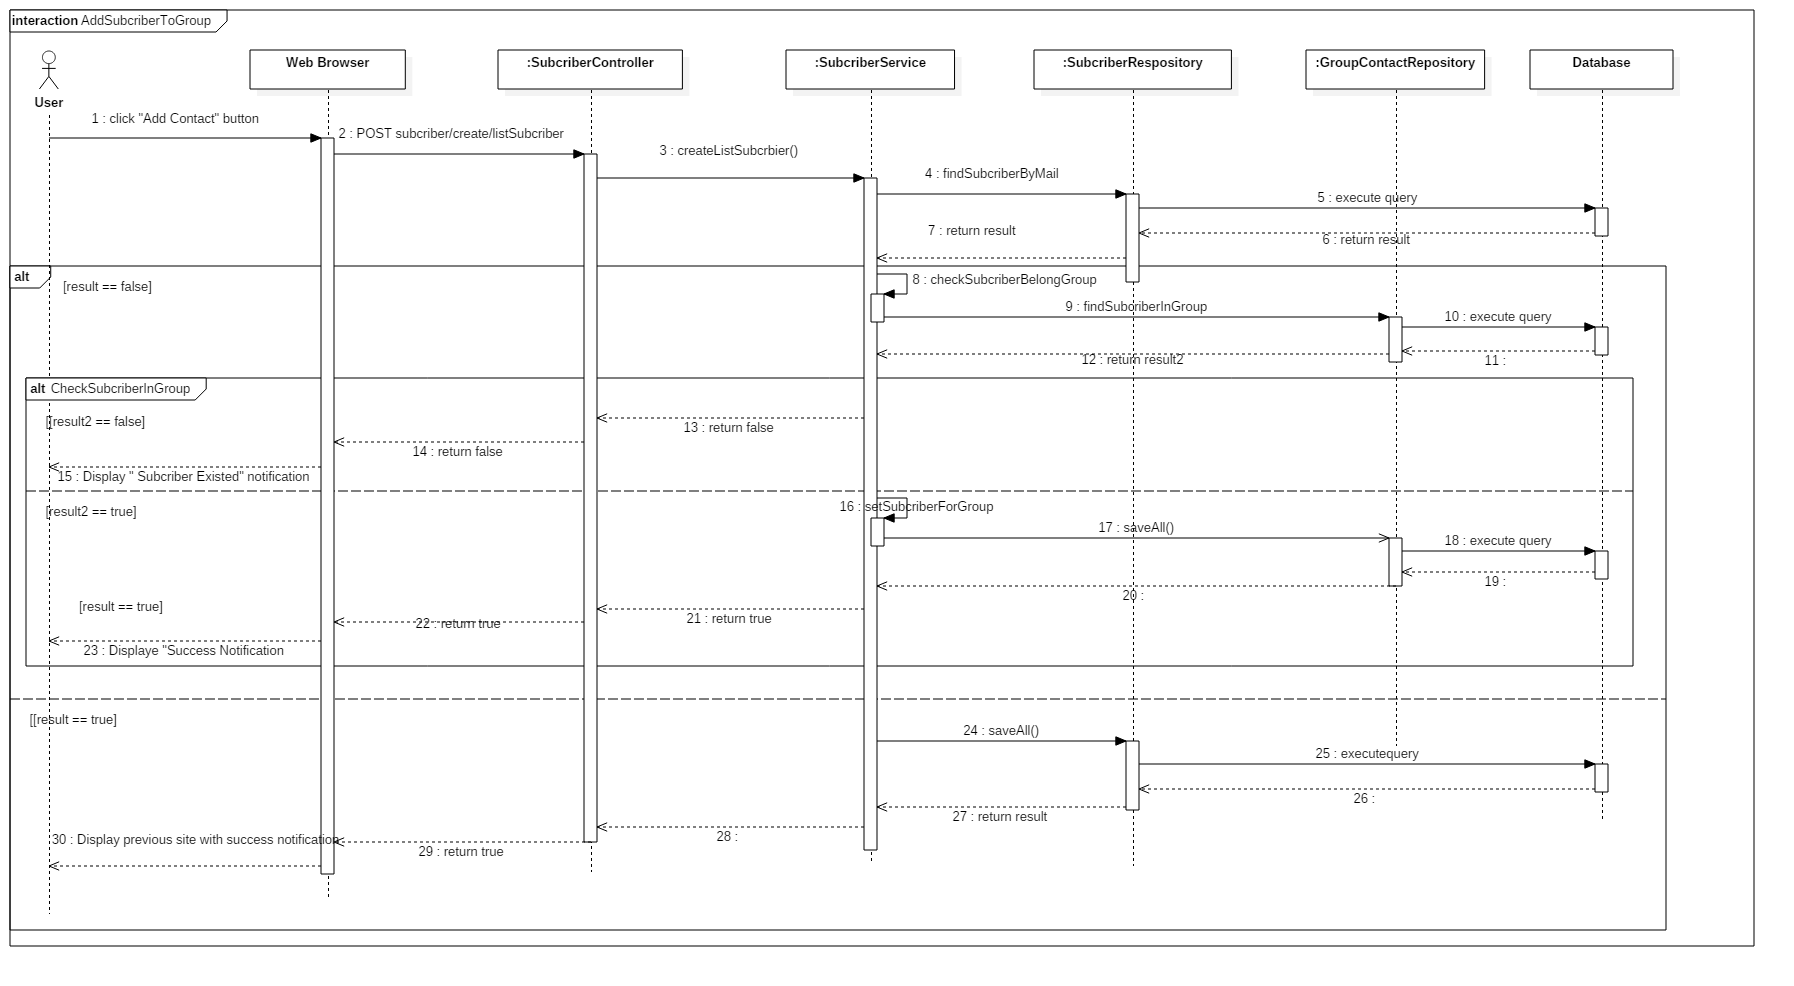 interaction AddSubcriberToGroup
Web Browser
:SubcriberController
:SubcriberService
:SubcriberRespository
:GroupContactRepository
Database
User
1 : click "Add Contact" button
2 : POST subcriber/create/listSubcriber
3 : createListSubcrbier()
4 : findSubcriberByMail
5 : execute query
6 : return result
7 : return result
alt
[result == false]
8 : checkSubcriberBelongGroup
9 : findSubcriberInGroup
10 : execute query
11 :
12 : return result2
alt CheckSubcriberInGroup
[[result2 == false]
13 : return false
14 : return false
15 : Display " Subcriber Existed" notification
[result2 == true]
16 : setSubcriberForGroup
17 : saveAll()
18 : execute query
19 :
20 :
[result == true]
21 : return true
22 : return true
23 : Displaye "Success Notification
[[result == true]
24 : saveAll()
25 : executequery
26 :
27 : return result
28 :
29 : return true
30 : Display previous site with success notification